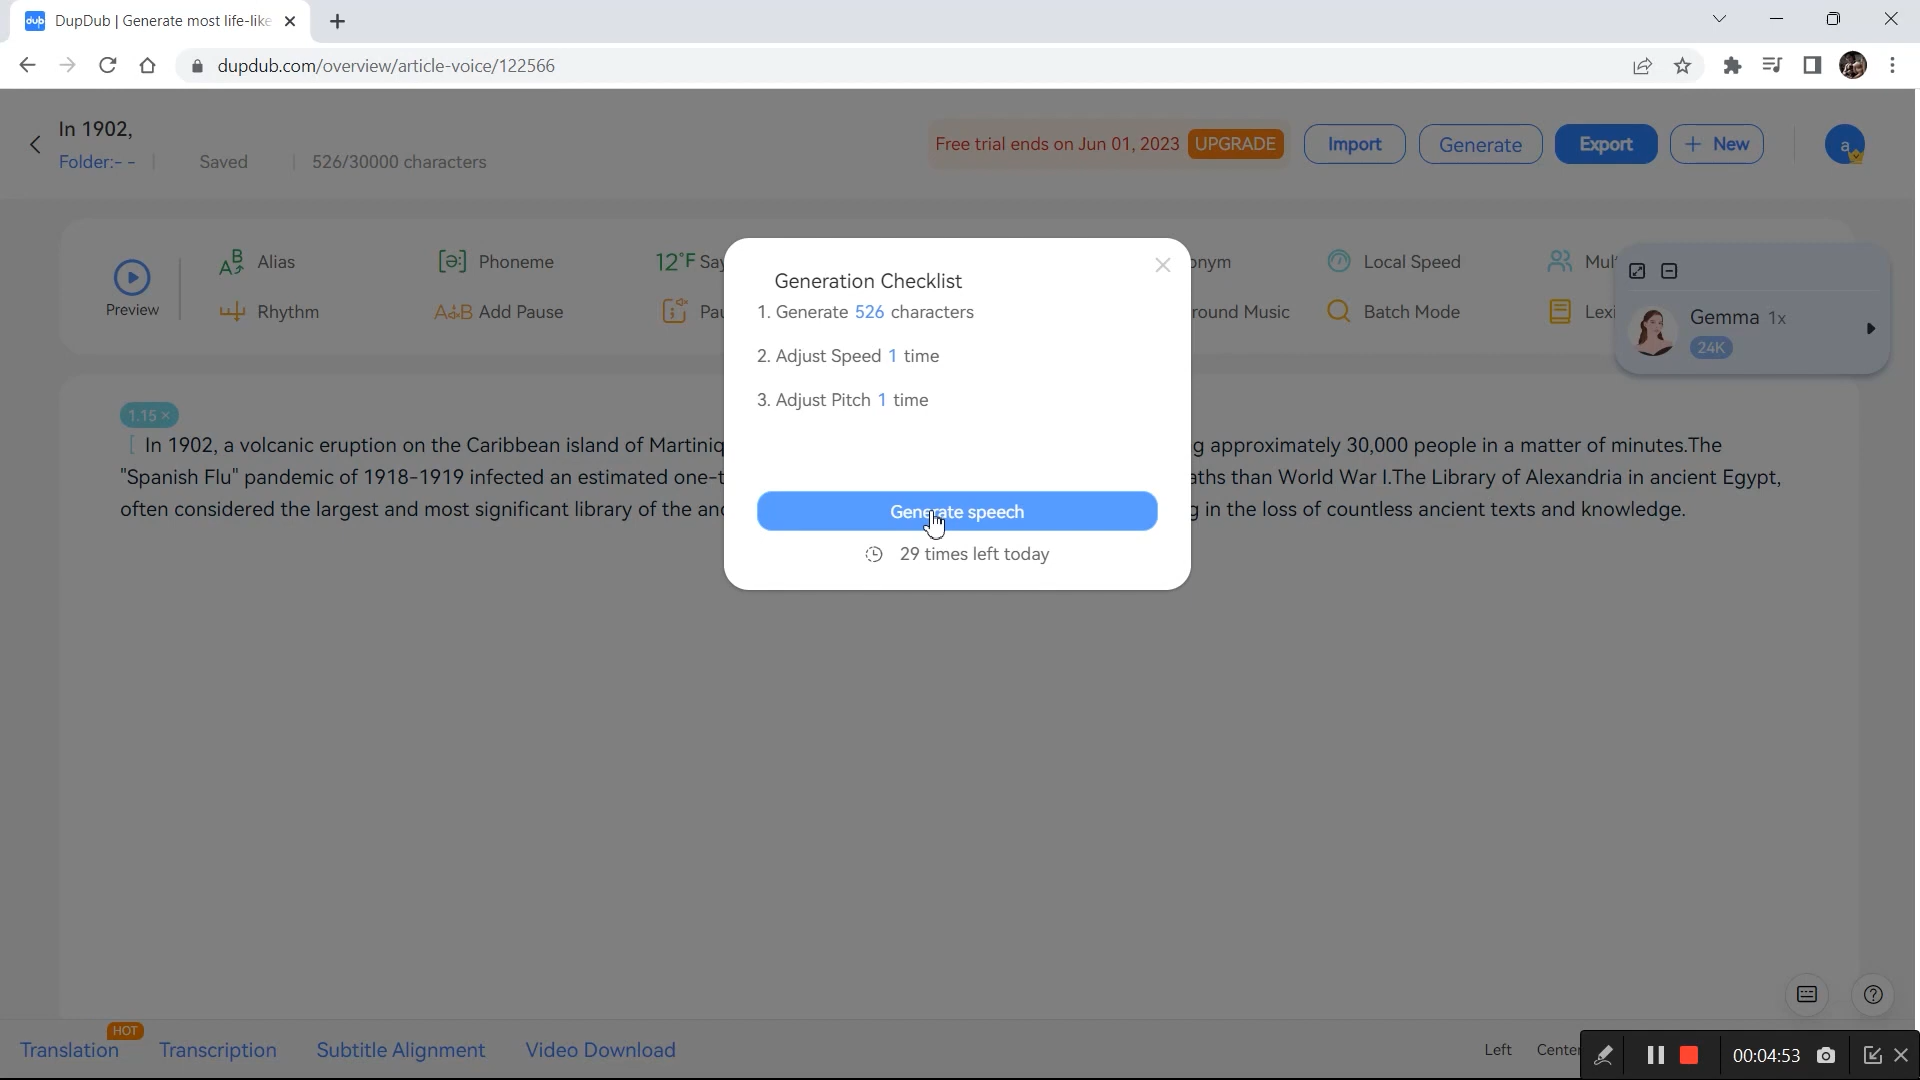 DupDub | Generate most life-like
dupdub.com/overview/article-voice/122566
In 1902,
Folder:- -
Saved
526/30000 characters
Free trial ends on Jun 01, 2023 UPGRADE
Import
Generate
Export
+ New
a
Preview
Alias
Phoneme
12°F Say
onym
Local Speed
Mul
Rhythm
Add Pause
Pau
round Music
Batch Mode
Lexi
Gemma 1x
24K
Generation Checklist
1. Generate 526 characters
2. Adjust Speed 1 time
3. Adjust Pitch 1 time
Generate speech
29 times left today
1.15 ×
[ In 1902, a volcanic eruption on the Caribbean island of Martiniq g approximately 30,000 people in a matter of minutes.The
"Spanish Flu" pandemic of 1918-1919 infected an estimated one-t aths than World War I.The Library of Alexandria in ancient Egypt,
often considered the largest and most significant library of the anc g in the loss of countless ancient texts and knowledge.
HOT
Translation
Transcription
Subtitle Alignment
Video Download
Left
Center
00:04:53